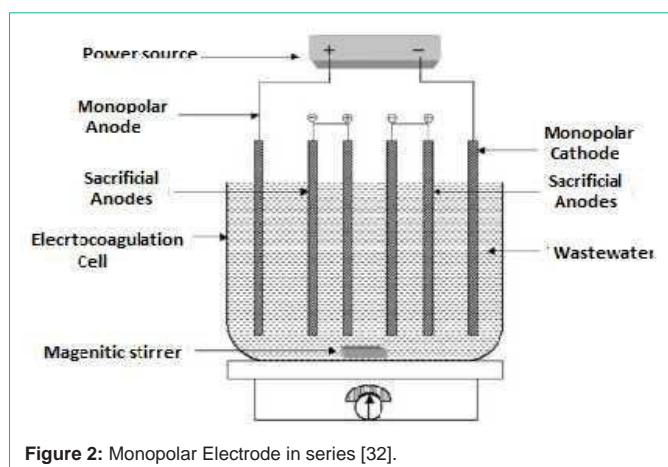 Power source
+
−
Monopolar
Anode
Monopolar
Cathode
Sacrificial
Anodes
Sacrificial
Anodes
Elecrtocoagulation
Cell
Wastewater
Magenitic stirrer
Figure 2: Monopolar Electrode in series [32].